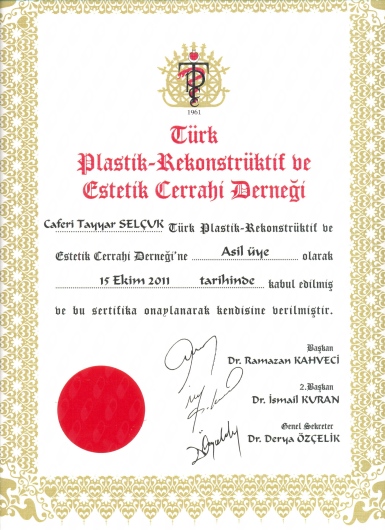 1961
Türk
Plastik-Rekonstrüktif ve
Estetik Cerrahi Derneği
Caferi Tayyar SELÇUK Türk Plastik-Rekonstrüktif ve
Estetik Cerrahi Derneği'ne Asil üye olarak
15 Ekim 2011 tarihinde kabul edilmiş
ve bu sertifika onaylanarak kendisine verilmiştir.
Başkan
Dr. Ramazan KAHVECİ
2.Başkan
Dr. İsmail KURAN
Genel Sekreter
Dr. Derya ÖZÇELİK